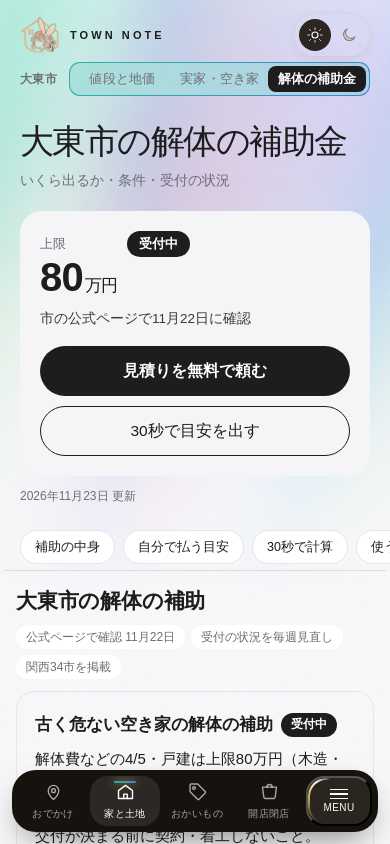 TOWN NOTE
大東市 値段と地価 実家・空き家 解体の補助金
大東市の解体の補助金
いくら出るか・条件・受付の状況
上限 受付中
80万円
市の公式ページで11月22日に確認
見積りを無料で頼む
30秒で目安を出す
2026年11月23日 更新
補助の中身 自分で払う目安 30秒で計算 使う
大東市の解体の補助
公式ページで確認 11月22日 受付の状況を毎週見直し
関西34市を掲載
古く危ない空き家の解体の補助 受付中
解体費などの4/5・戸建は上限80万円（木造・
交付が決まる前に契約・着工しないこと。
おでかけ 家と土地 おかいもの 開店閉店 MENU